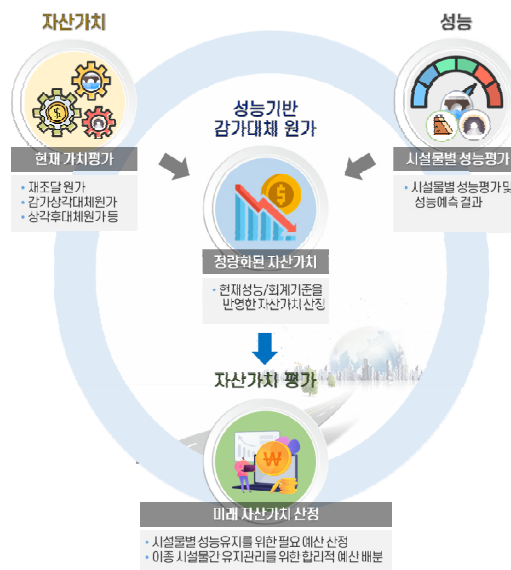 자산가치
성능
성능기반
감가대체 원가
현재 가치평가
시설물별 성능평가
· 재조달 원가
· 감가상각대체원가
· 상각후대체원가 등
· 시설물별 성능평가 및
성능예측 결과
정량화된 자산가치
· 현재성능/회계기준을
반영한 자산가치 산정
자산가치 평가
미래 자산가치 산정
· 시설물별 성능유지를 위한 필요 예산 산정
· 이종 시설물간 유지관리를 위한 합리적 예산 배분